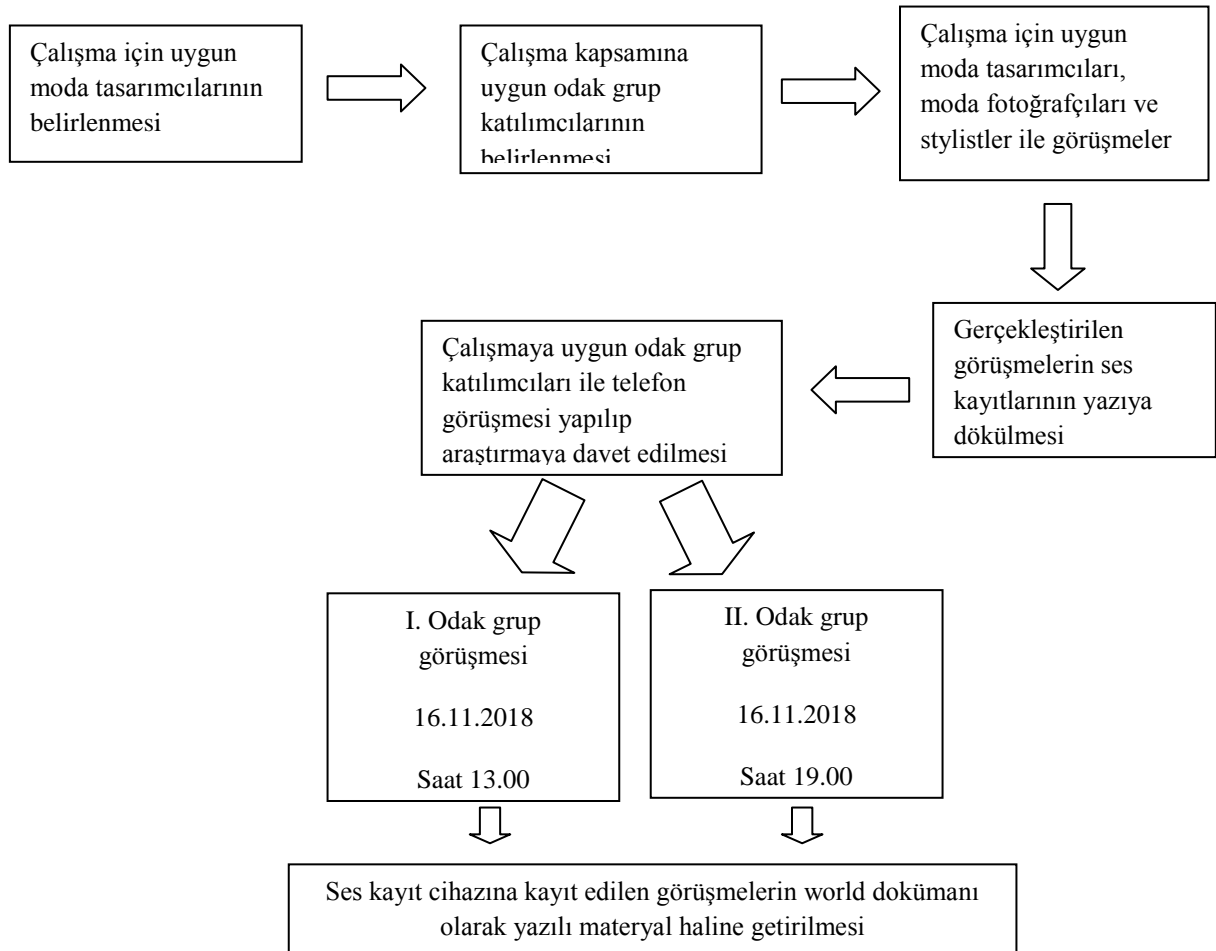 Çalışma için uygun
moda tasarımcılarının
belirlenmesi
Çalışma kapsamına
uygun odak grup
katılımcılarının
belirlenmesi
Çalışma için uygun
moda tasarımcıları,
moda fotoğrafçıları ve
stylistler ile görüşmeler
Gerçekleştirilen
görüşmelerin ses
kayıtlarının yazıya
dökülmesi
Çalışmaya uygun odak grup
katılımcıları ile telefon
görüşmesi yapılıp
araştırmaya davet edilmesi
I. Odak grup
görüşmesi
16.11.2018
Saat 13.00
II. Odak grup
görüşmesi
16.11.2018
Saat 19.00
Ses kayıt cihazına kayıt edilen görüşmelerin world dokümanı
olarak yazılı materyal haline getirilmesi